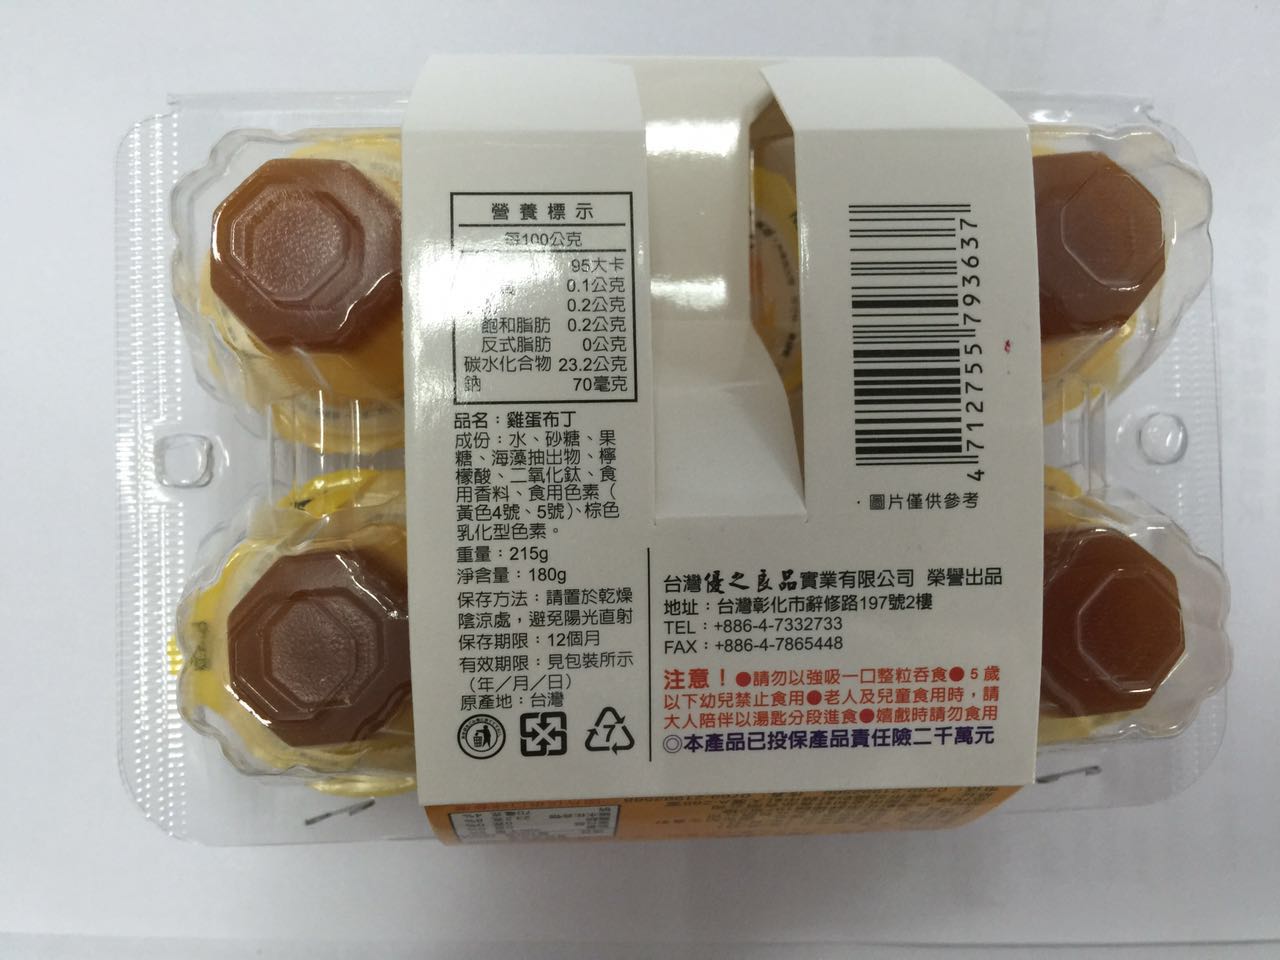 營養標示
每100公克
95大卡
0.1公克
0.2公克
飽和脂肪 0.2公克
反式脂肪 0公克
碳水化合物 23.2公克
鈉 70毫克
品名：雞蛋布丁
成份：水、砂糖、果
糖、海藻抽出物、檸
檬酸、二氧化鈦、食
用香料、食用色素（
黃色4號、5號）、棕色
乳化型色素。
重量：215g
淨含量：180g
保存方法：請置於乾燥
陰涼處，避免陽光直射
保存期限：12個月
有效期限：見包裝所示
（年／月／日）
原產地：台灣
4 712755 793637
．圖片僅供參考
台灣優之良品實業有限公司 榮譽出品
地址：台灣彰化市辭修路197號2樓
TEL：+886-4-7332733
FAX：+886-4-7865448
注意！●請勿以強吸一口整粒吞食●5歲
以下幼兒禁止食用●老人及兒童食用時，請
大人陪伴以湯匙分段進食●嬉戲時請勿食用
◎本產品已投保產品責任險二千萬元